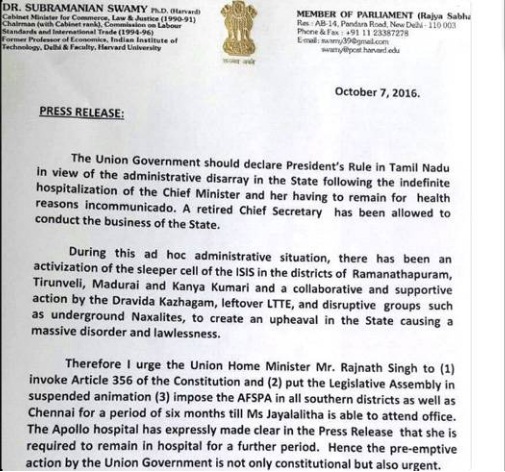 DR. SUBRAMANIAN SWAMY Ph.D. (Harvard)
Cabinet Minister for Commerce, Law & Justice (1990-91)
Chairman (with Cabinet rank), Commission on Labour
Standards and International Trade (1994-96)
Former Professor of Economics, Indian Institute of
Technology, Delhi & Faculty, Harvard University
सत्यमेव जयते
MEMBER OF PARLIAMENT (Rajya Sabha
Res : AB-14, Pandara Road, New Delhi - 110 003
Phone & Fax : +91 11 23387278
E-mail : swamy39@gmail.com
swamy@post.harvard.edu
October 7, 2016.
PRESS RELEASE:
The Union Government should declare President's Rule in Tamil Nadu
in view of the administrative disarray in the State following the indefinite
hospitalization of the Chief Minister and her having to remain for health
reasons incommunicado. A retired Chief Secretary has been allowed to
conduct the business of the State.
During this ad hoc administrative situation, there has been an
activization of the sleeper cell of the ISIS in the districts of Ramanathapuram,
Tirunveli, Madurai and Kanya Kumari and a collaborative and supportive
action by the Dravida Kazhagam, leftover LTTE, and disruptive groups such
as underground Naxalites, to create an upheaval in the State causing a
massive disorder and lawlessness.
Therefore I urge the Union Home Minister Mr. Rajnath Singh to (1)
invoke Article 356 of the Constitution and (2) put the Legislative Assembly in
suspended animation (3) impose the AFSPA in all southern districts as well as
Chennai for a period of six months till Ms Jayalalitha is able to attend office.
The Apollo hospital has expressly made clear in the Press Release that she is
required to remain in hospital for a further period. Hence the pre-emptive
action by the Union Government is not only constitutional but also urgent.